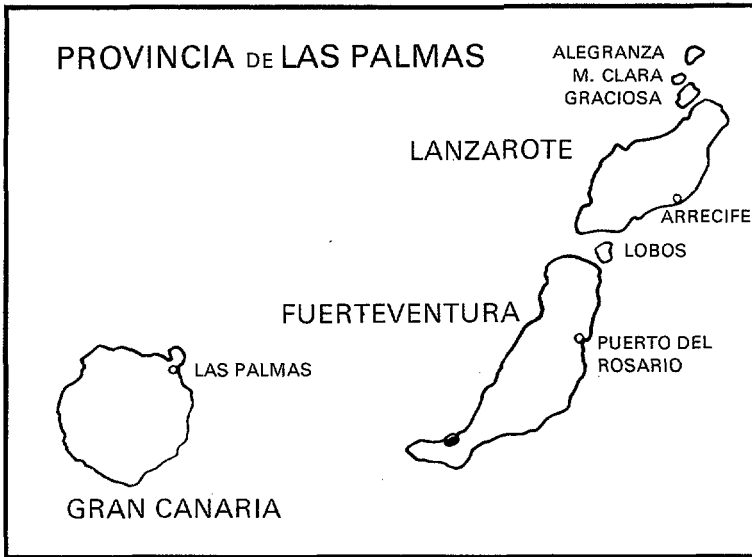 PROVINCIA DE LAS PALMAS
ALEGRANZA
M. CLARA
GRACIOSA
LANZAROTE
ARRECIFE
LOBOS
FUERTEVENTURA
PUERTO DEL
ROSARIO
LAS PALMAS
GRAN CANARIA